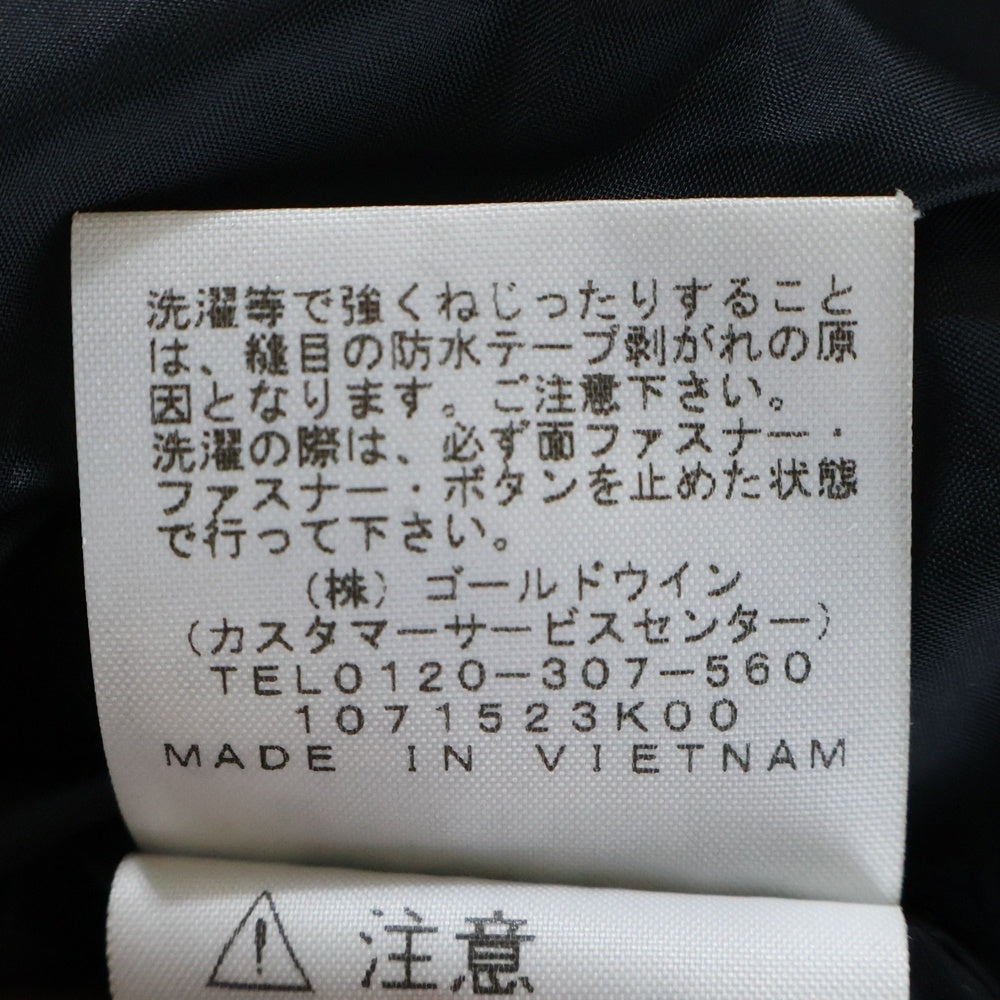 洗濯等で強くねじったりすること
は、縫目の防水テープ剥がれの原
因となります。ご注意下さい。
洗濯の際は、必ず面ファスナー・
ファスナー・ボタンを止めた状態
で行って下さい。
(株) ゴールドウイン
(カスタマーサービスセンター)
TEL0120-307-560
1071523K00
MADE IN VIETNAM
注意